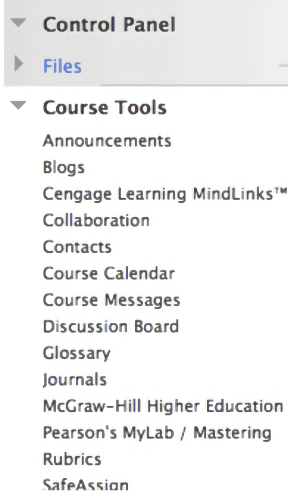 Control Panel
Files
Course Tools
Announcements
Blogs
Cengage Learning MindLinks™
Collaboration
Contacts
Course Calendar
Course Messages
Discussion Board
Glossary
Journals
McGraw-Hill Higher Education
Pearson's MyLab / Mastering
Rubrics
SafeAssign